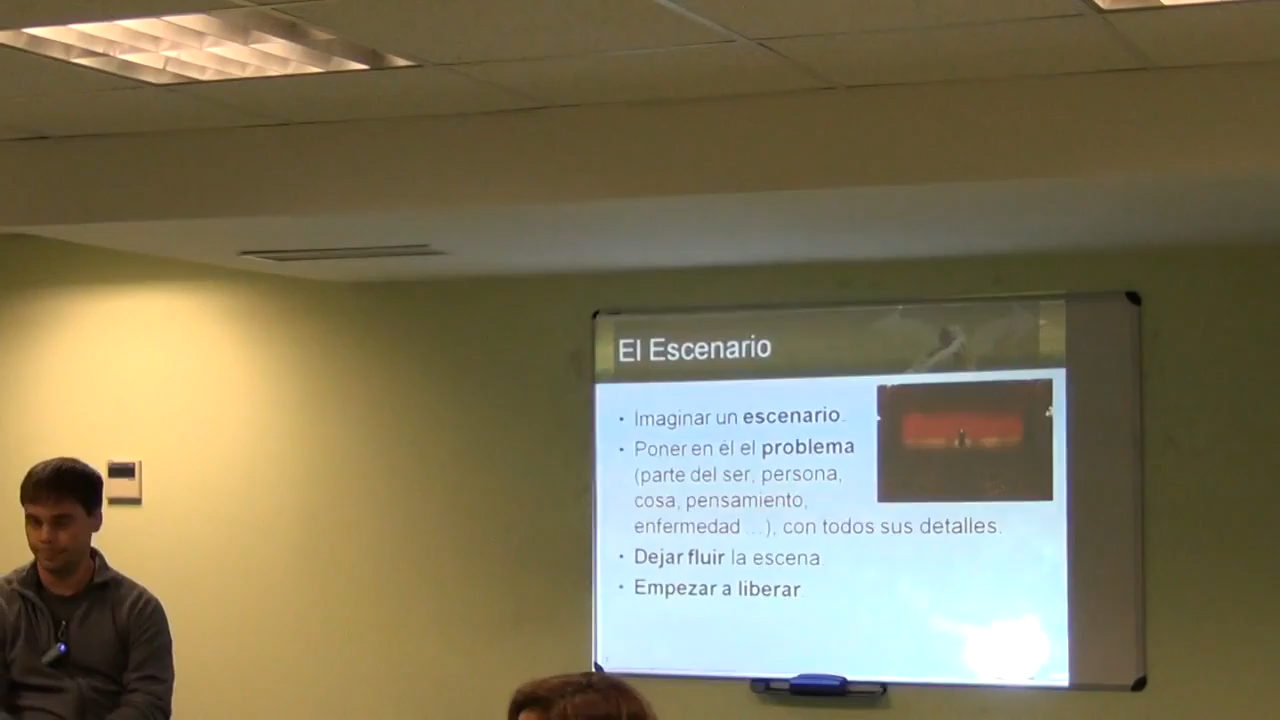 El Escenario
• Imaginar un escenario.
• Poner en él el problema
(parte del ser, persona,
cosa, pensamiento,
enfermedad ...), con todos sus detalles.
• Dejar fluir la escena.
• Empezar a liberar.